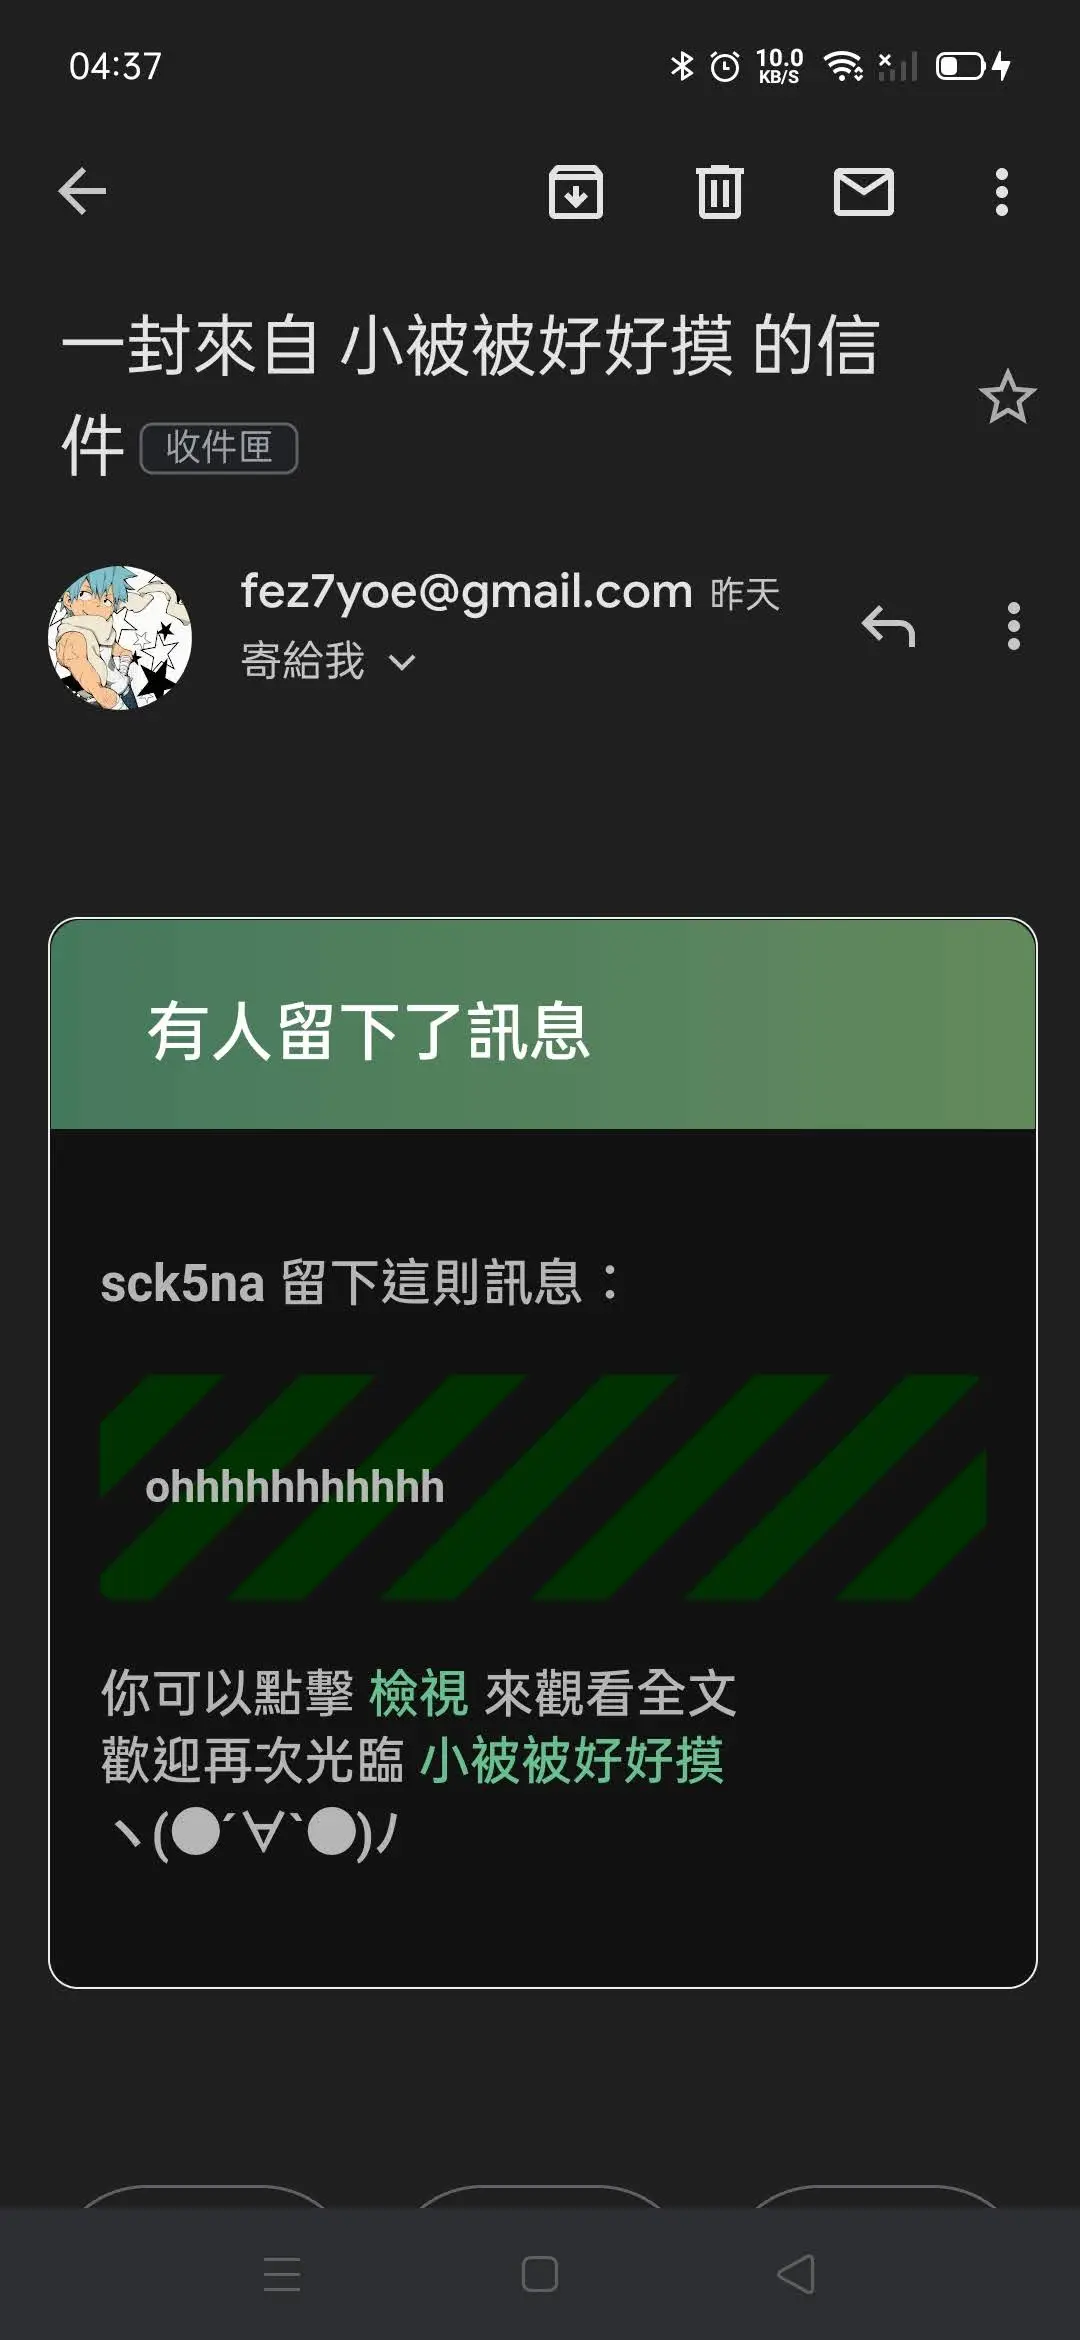 04:37
10.0
KB/S
一封來自 小被被好好摸 的信
件 收件匣
fez7yoe@gmail.com 昨天
寄給我
有人留下了訊息
sck5na 留下這則訊息：
ohhhhhhhhhhh
你可以點擊 檢視 來觀看全文
歡迎再次光臨 小被被好好摸
ヽ(●´∀`●)ﾉ